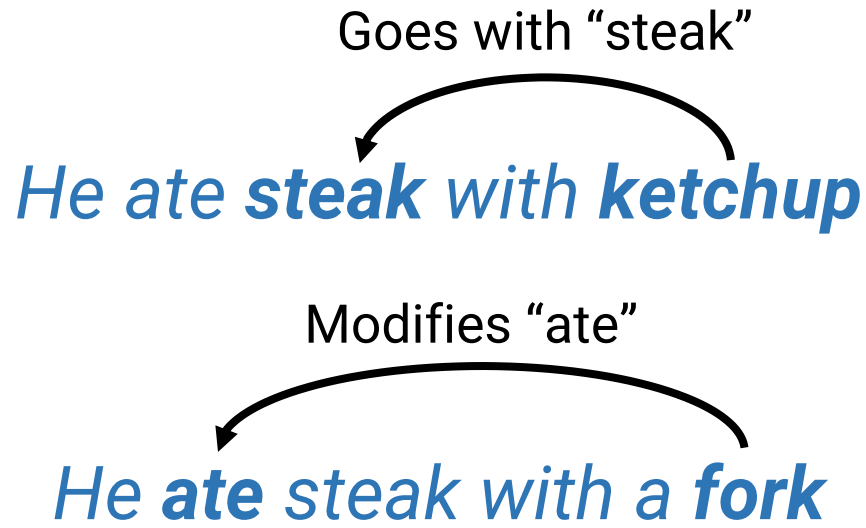 Goes with “steak”
He ate steak with ketchup
Modifies “ate”
He ate steak with a fork